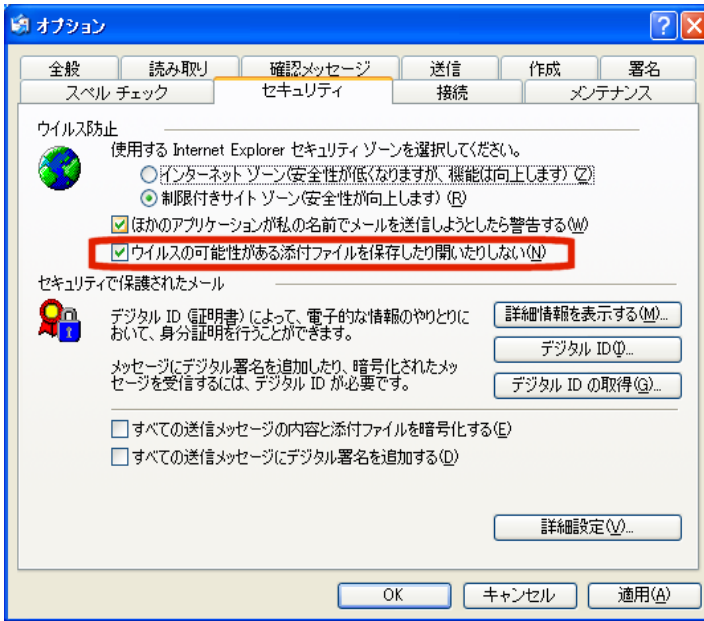 オプション
全般 読み取り 確認メッセージ 送信 作成 署名
スペル チェック セキュリティ 接続 メンテナンス
ウイルス防止
使用する Internet Explorer セキュリティ ゾーンを選択してください。
インターネット ゾーン(安全性が低くなりますが、機能は向上します) (Z)
制限付きサイト ゾーン(安全性が向上します) (R)
ほかのアプリケーションが私の名前でメールを送信しようとしたら警告する(W)
ウイルスの可能性がある添付ファイルを保存したり開いたりしない(N)
セキュリティで保護されたメール
デジタル ID (証明書) によって、電子的な情報のやりとりに
おいて、身分証明を行うことができます。
詳細情報を表示する(M)...
デジタル ID(I)...
メッセージにデジタル署名を追加したり、暗号化されたメッ
セージを受信するには、デジタル ID が必要です。
デジタル ID の取得(G)...
すべての送信メッセージの内容と添付ファイルを暗号化する(E)
すべての送信メッセージにデジタル署名を追加する(D)
詳細設定(V)...
OK キャンセル 適用(A)